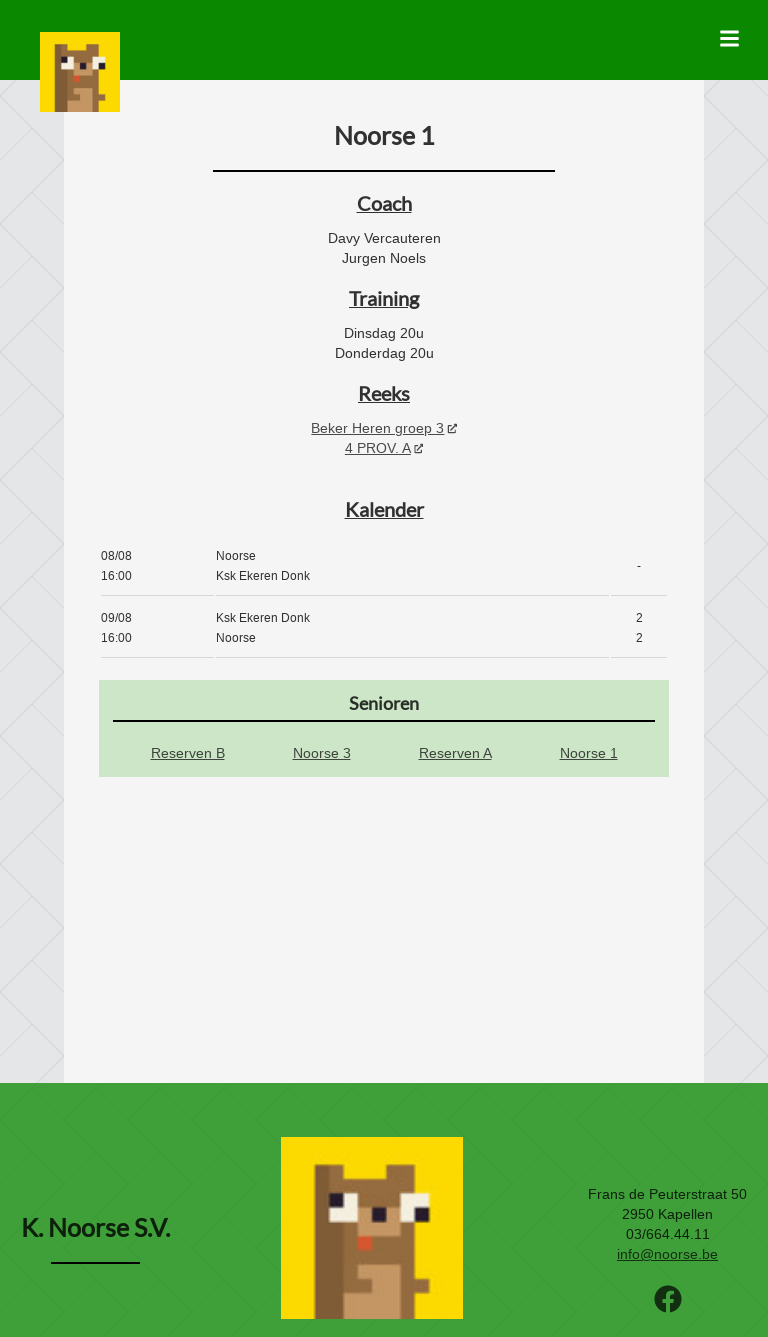 Noorse 1
Coach
Davy Vercauteren
Jurgen Noels
Training
Dinsdag 20u
Donderdag 20u
Reeks
Beker Heren groep 3
4 PROV. A
Kalender
08/08 Noorse
16:00 Ksk Ekeren Donk -
09/08 Ksk Ekeren Donk 2
16:00 Noorse 2
Senioren
Reserven B Noorse 3 Reserven A Noorse 1
K. Noorse S.V.
Frans de Peuterstraat 50
2950 Kapellen
03/664.44.11
info@noorse.be